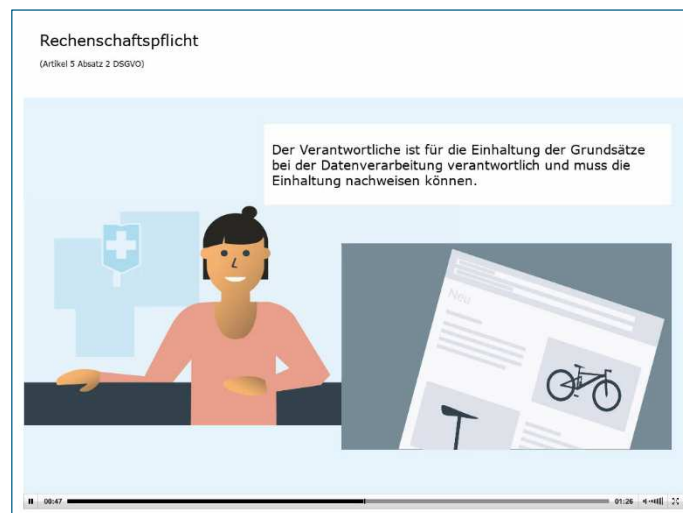 Rechenschaftspflicht
(Artikel 5 Absatz 2 DSGVO)
Der Verantwortliche ist für die Einhaltung der Grundsätze
bei der Datenverarbeitung verantwortlich und muss die
Einhaltung nachweisen können.
Neu
00:47
01:26